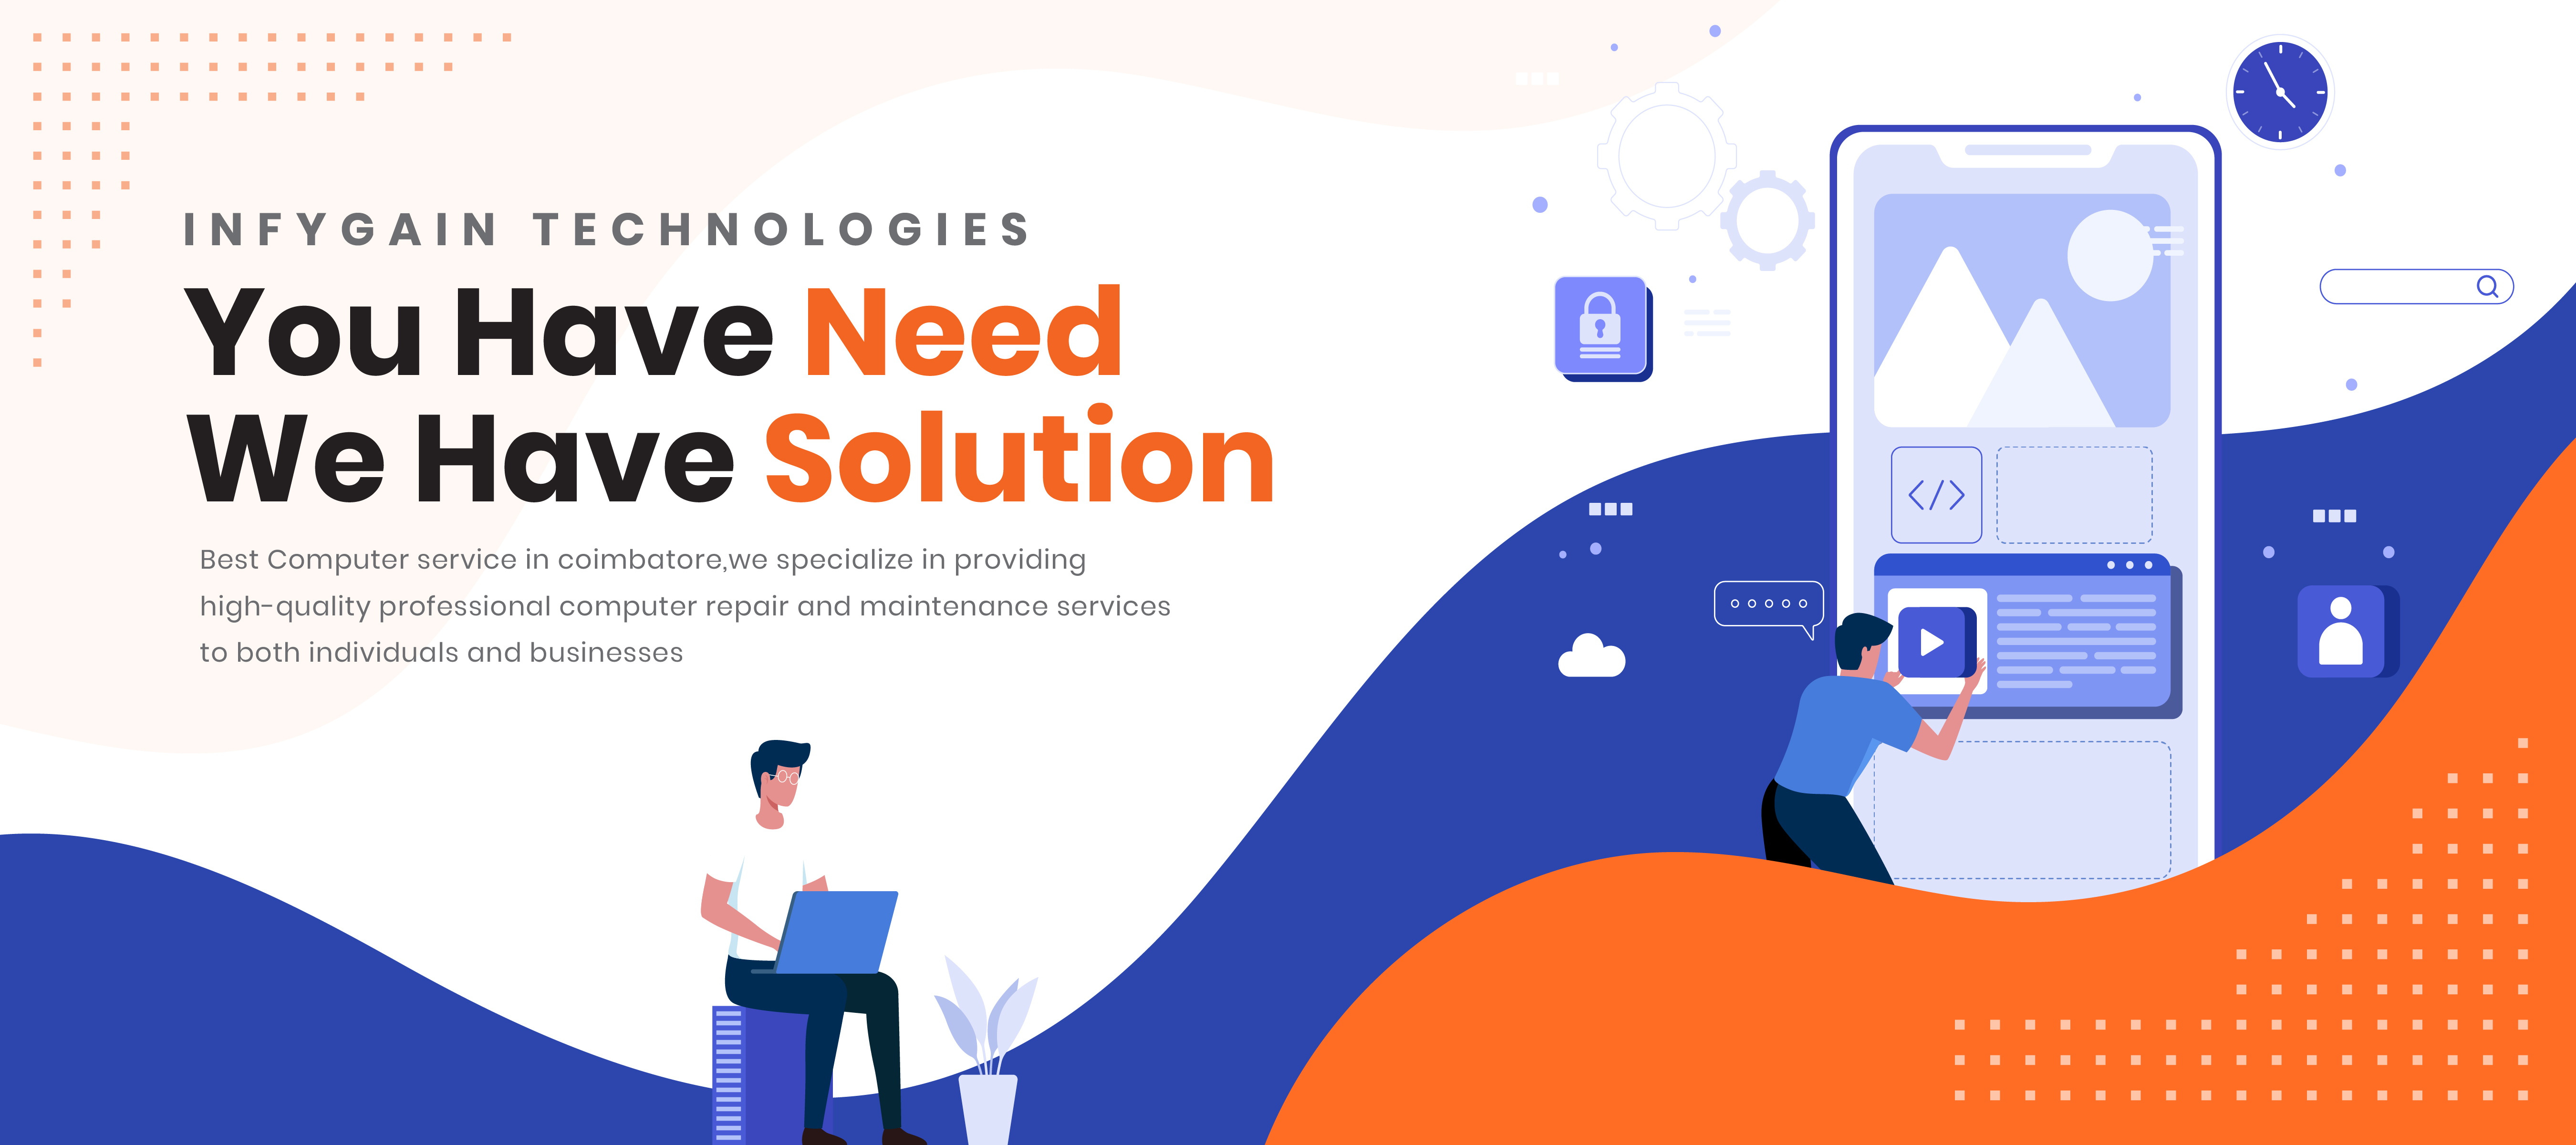 INFYGAIN TECHNOLOGIES
You Have Need
We Have Solution
Best Computer service in coimbatore,we specialize in providing
high-quality professional computer repair and maintenance services
to both individuals and businesses